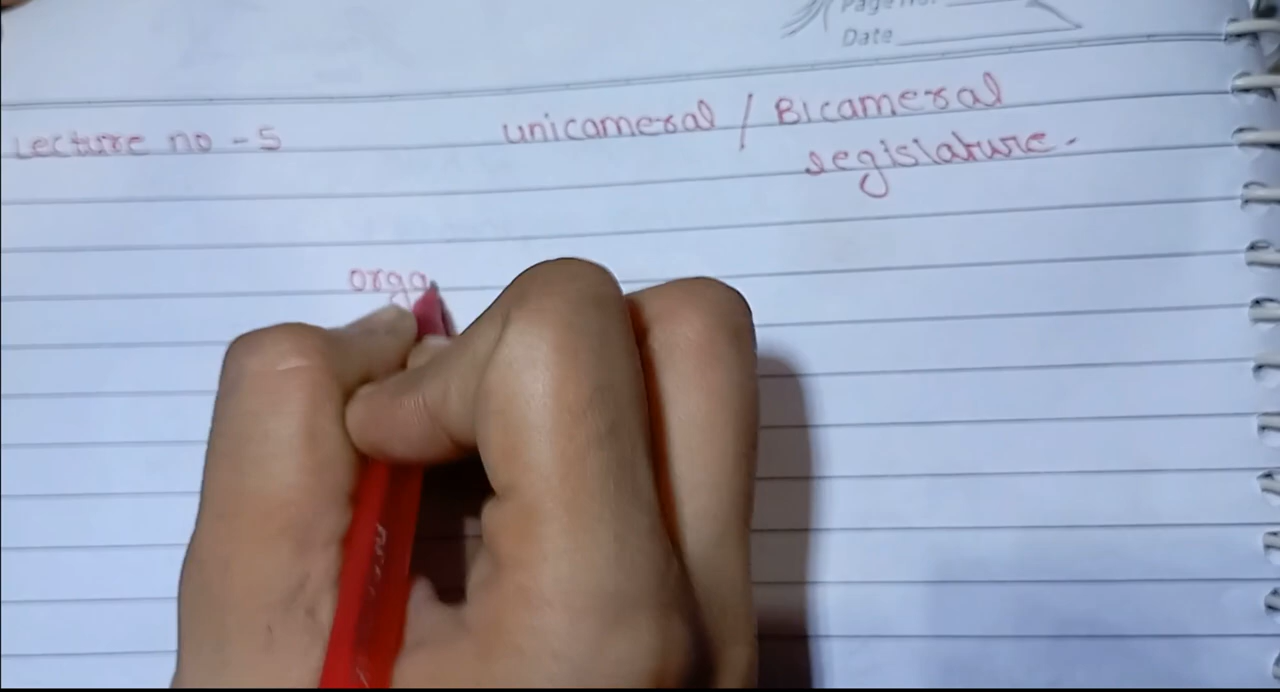 Page No.
Date
Lecture no - 5 unicameral / Bicameral
legislature.
orga